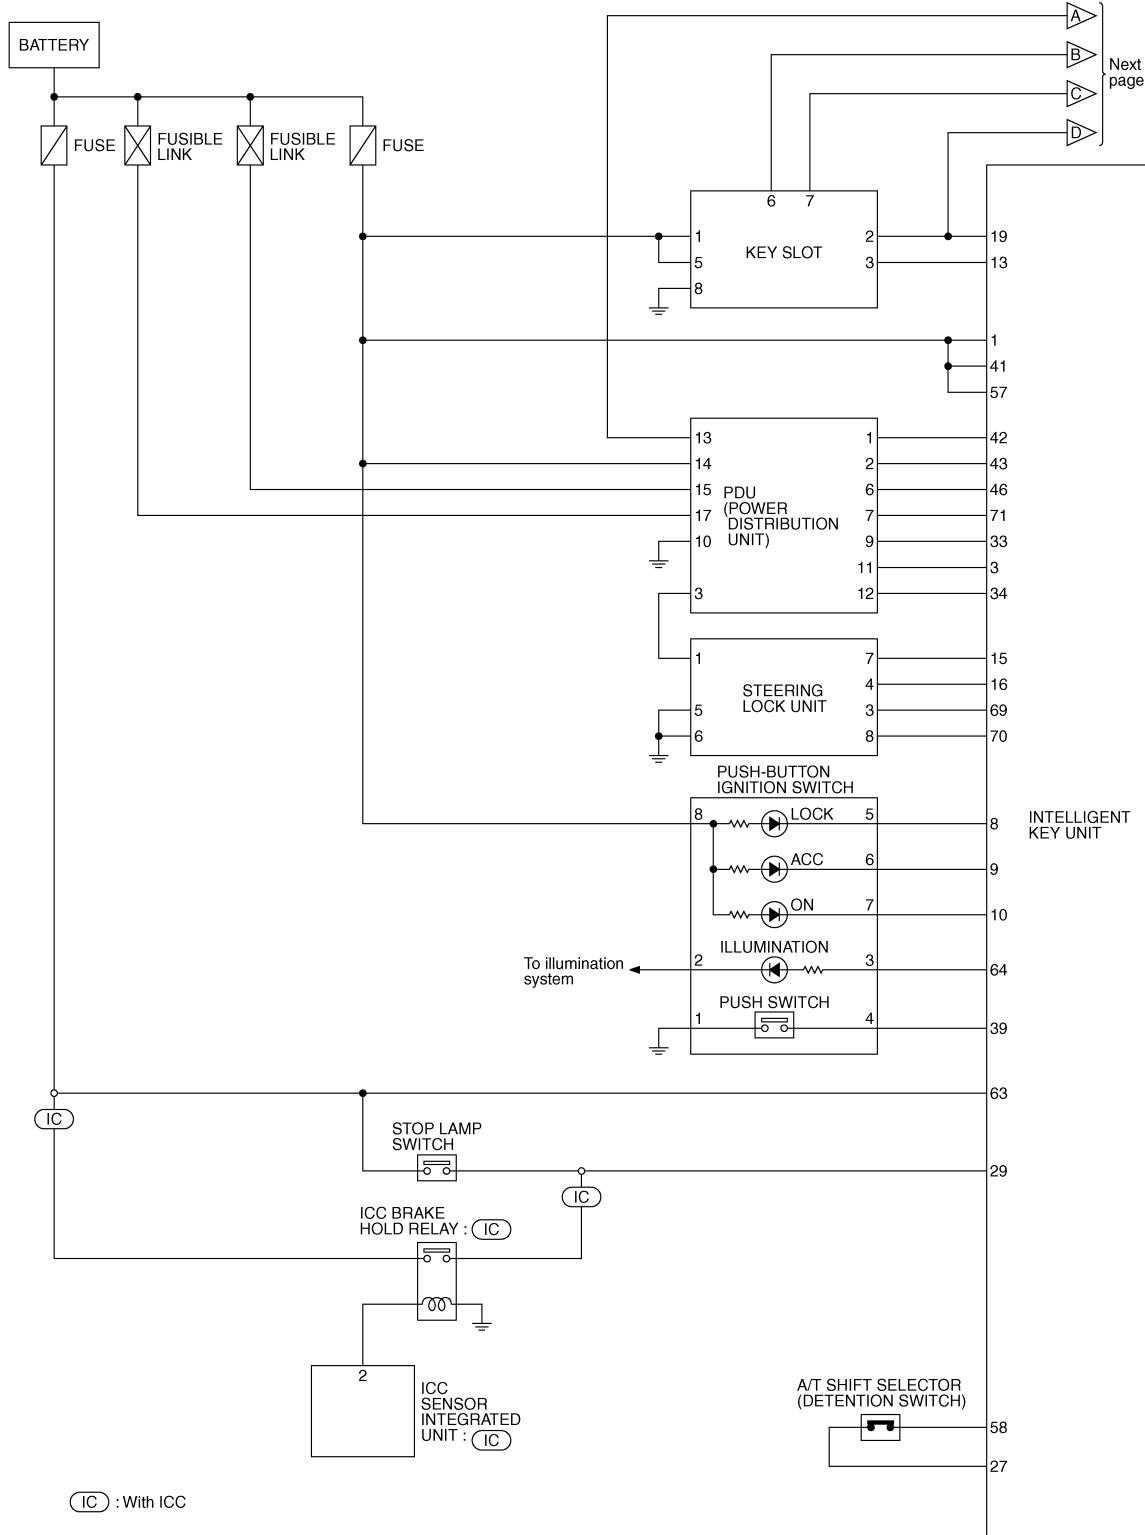 BATTERY
A
B
C
D
Next
page
FUSE
FUSIBLE
LINK
FUSIBLE
LINK
FUSE
6 7
1 KEY SLOT 2 19
5 3 13
8
1
41
57
13 1 42
14 2 43
15 6 46
17 7 71
PDU
(POWER
DISTRIBUTION
UNIT)
10 9 33
11 3
3 12 34
1 7 15
4 16
STEERING
LOCK UNIT
5 3 69
6 8 70
PUSH-BUTTON
IGNITION SWITCH
8 LOCK 5 8
INTELLIGENT
KEY UNIT
ACC 6 9
ON 7 10
ILLUMINATION
To illumination
system
2 3 64
PUSH SWITCH
1 4 39
63
IC
STOP LAMP
SWITCH
29
IC
ICC BRAKE
HOLD RELAY : IC
2
ICC
SENSOR
INTEGRATED
UNIT : IC
A/T SHIFT SELECTOR
(DETENTION SWITCH)
58
27
IC : With ICC